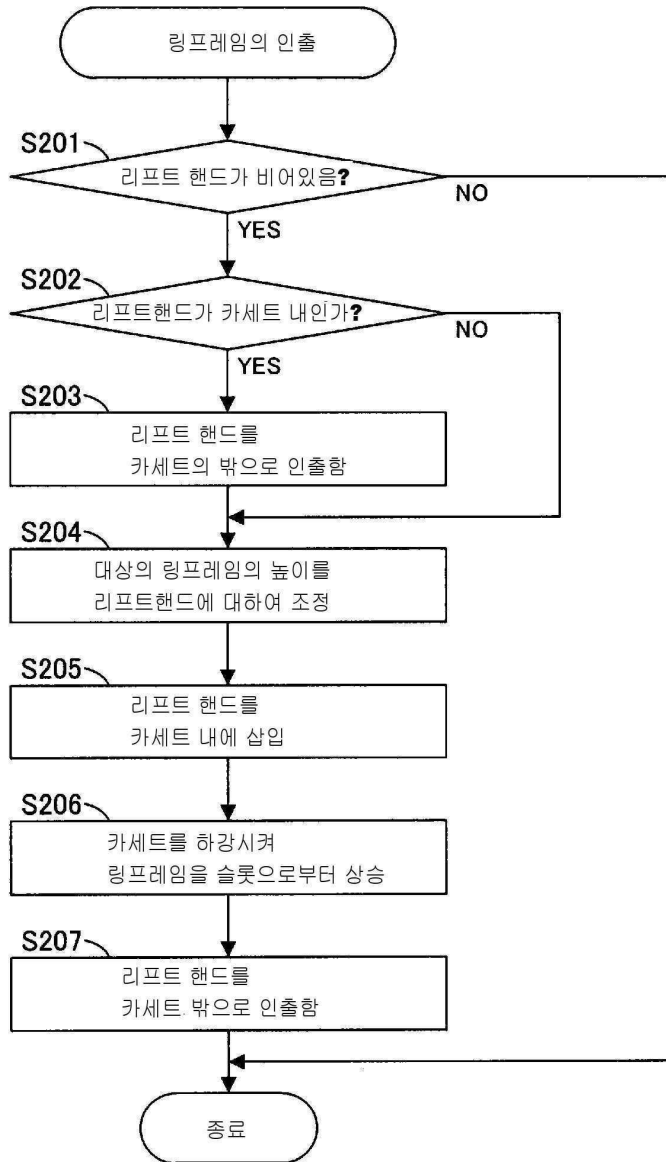 링프레임의 인출
S201
리프트 핸드가 비어있음?
NO
YES
S202
리프트핸드가 카세트 내인가?
NO
YES
S203
리프트 핸드를
카세트의 밖으로 인출함
S204
대상의 링프레임의 높이를
리프트핸드에 대하여 조정
S205
리프트 핸드를
카세트 내에 삽입
S206
카세트를 하강시켜
링프레임을 슬롯으로부터 상승
S207
리프트 핸드를
카세트 밖으로 인출함
종료